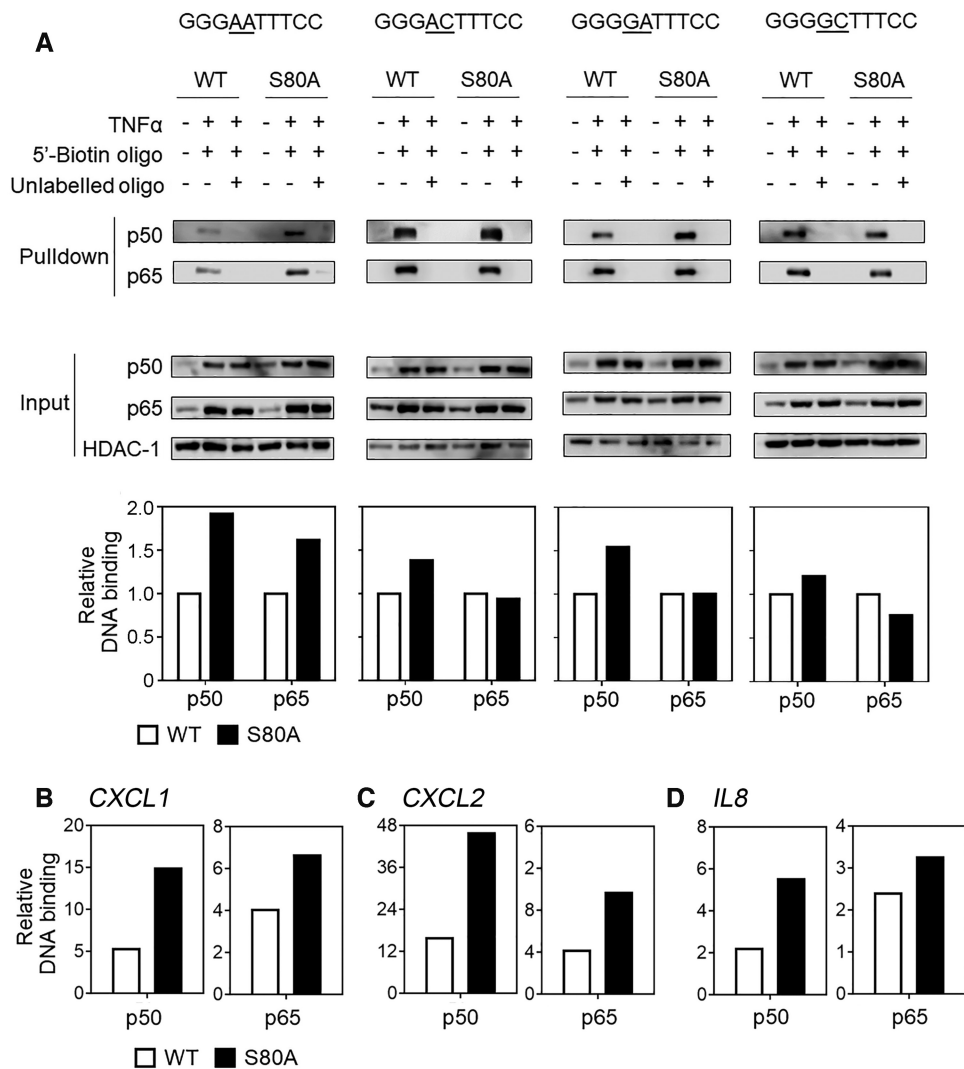 A
GGGAATTTCC GGGACTTTCC GGGGATTTCC GGGGCTTTCC
WT S80A WT S80A WT S80A WT S80A
TNFα - + + - + + - + + - + + - + + - + + - + + - + +
5'-Biotin oligo - + + - + + - + + - + + - + + - + + - + + - + +
Unlabelled oligo - - + - - + - - + - - + - - + - - + - - + - - +
Pulldown
p50
p65
Input
p50
p65
HDAC-1
Relative DNA binding
2.0
1.5
1.0
0.5
0
p50 p65 p50 p65 p50 p65 p50 p65
WT S80A
B CXCL1 C CXCL2 D IL8
Relative DNA binding
20 15 10 5 0
8 6 4 2 0
48 36 24 12 0
6 2 8 4 0
8 6 4 2 0
4 3 2 1 0
p50 p65 p50 p65 p50 p65
WT S80A